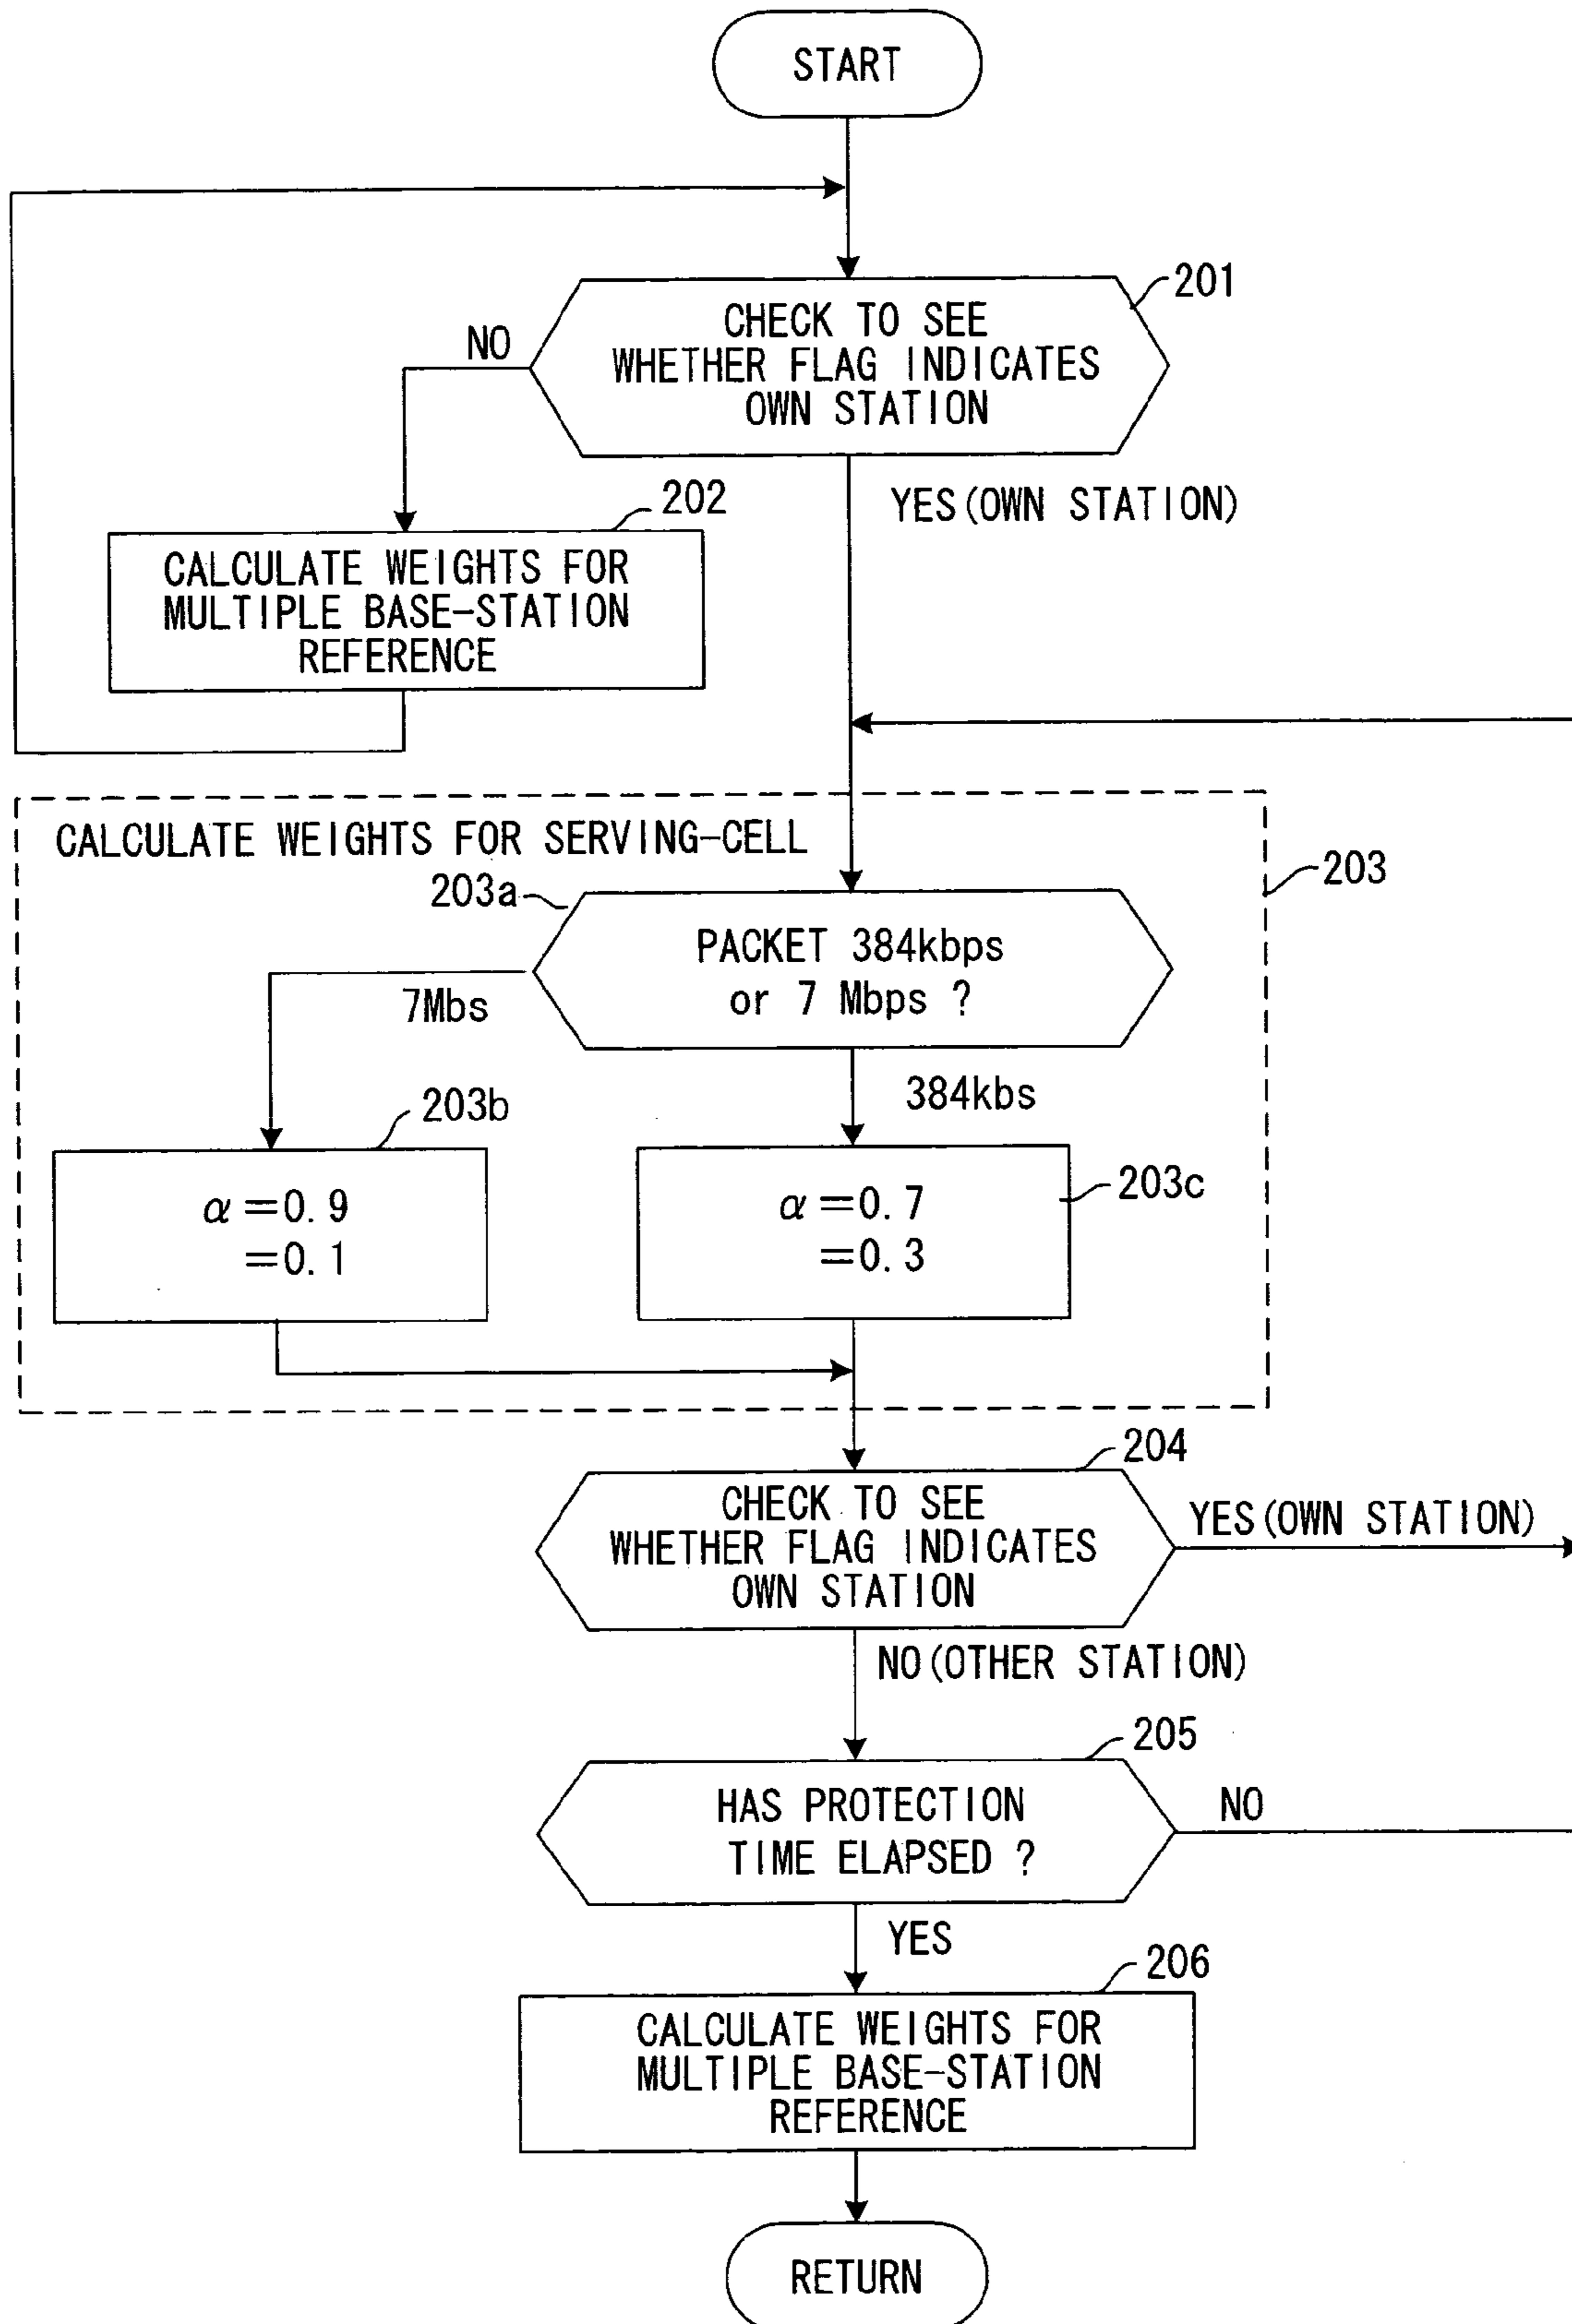 START
201
CHECK TO SEE
WHETHER FLAG INDICATES
OWN STATION
NO
YES(OWN STATION)
202
CALCULATE WEIGHTS FOR
MULTIPLE BASE-STATION
REFERENCE
CALCULATE WEIGHTS FOR SERVING-CELL
203
203a
PACKET 384kbps
or 7 Mbps ?
7Mbs
384kbs
203b
α=0.9
=0.1
203c
α=0.7
=0.3
204
CHECK TO SEE
WHETHER FLAG INDICATES
OWN STATION
YES(OWN STATION)
NO(OTHER STATION)
205
HAS PROTECTION
TIME ELAPSED ?
NO
YES
206
CALCULATE WEIGHTS FOR
MULTIPLE BASE-STATION
REFERENCE
RETURN